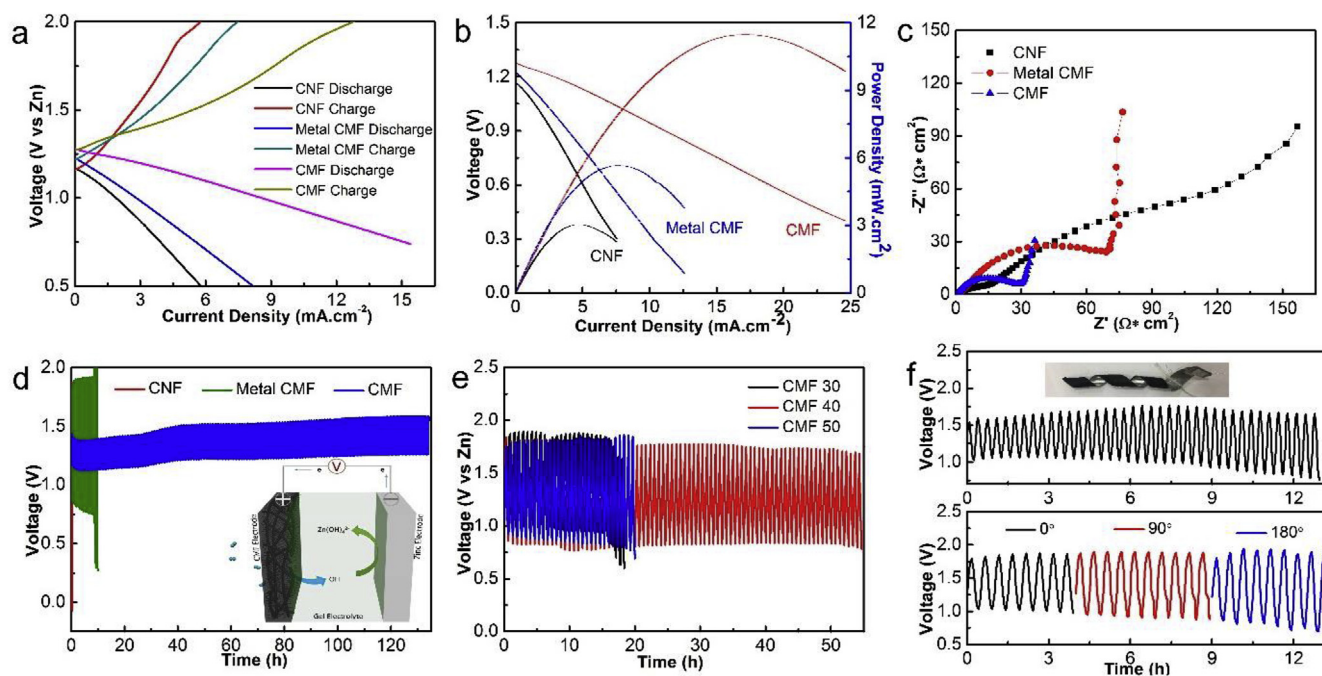 a
2.0
1.5
1.0
0.5
Voltage (V vs Zn)
CNF Discharge
CNF Charge
Metal CMF Discharge
Metal CMF Charge
CMF Discharge
CMF Charge
0 3 6 9 12 15
Current Density (mA.cm⁻²)
b
1.5
1.2
0.9
0.6
0.3
0.0
Voltege (V)
CNF
Metal CMF
CMF
12
9
6
3
0
Power Density (mW.cm²)
0 5 10 15 20 25
Current Density (mA.cm⁻²)
c
150
120
90
60
30
0
-Z'' (Ω* cm²)
CNF
Metal CMF
CMF
0 30 60 90 120 150
Z' (Ω* cm²)
d
2.0
1.5
1.0
0.5
0.0
Voltage (V)
CNF Metal CMF CMF
V
e e
+ −
CMF Electrode
Zn(OH)₄²⁻
OH⁻
Zinc Electrode
Gel Electrolyte
0 20 40 60 80 100 120
Time (h)
e
2.5
2.0
1.5
1.0
0.5
0.0
Voltage (V vs Zn)
CMF 30
CMF 40
CMF 50
0 10 20 30 40 50
Time (h)
f
2.5
2.0
1.5
1.0
Voltage (V)
2.5
2.0
1.5
1.0
0.5
Voltage (V)
0° 90° 180°
0 3 6 9 12
Time (h)